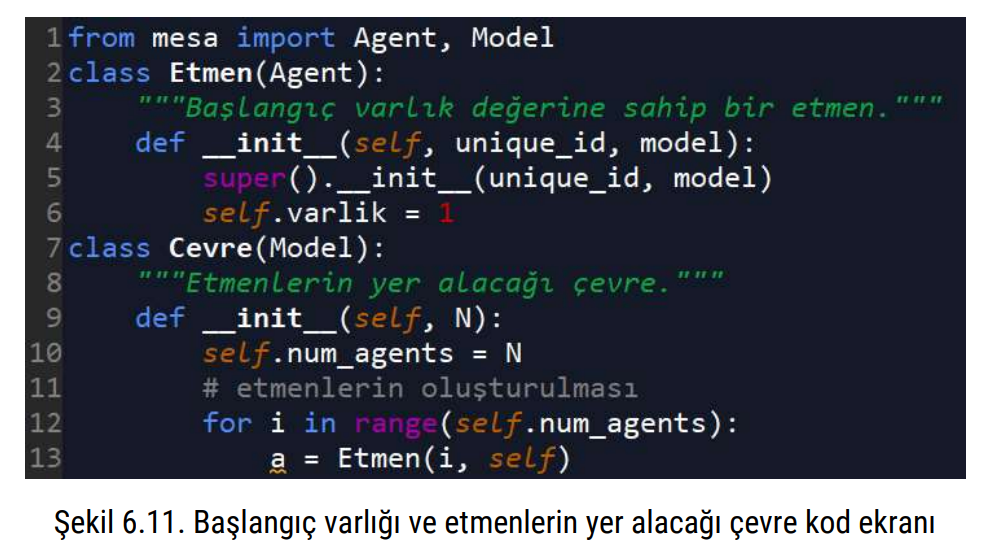 1 from mesa import Agent, Model
2 class Etmen(Agent):
3     """Başlangıç varlık değerine sahip bir etmen."""
4     def __init__(self, unique_id, model):
5         super().__init__(unique_id, model)
6         self.varlik = 1
7 class Cevre(Model):
8     """Etmenlerin yer alacağı çevre."""
9     def __init__(self, N):
10         self.num_agents = N
11         # etmenlerin oluşturulması
12         for i in range(self.num_agents):
13             a = Etmen(i, self)
Şekil 6.11. Başlangıç varlığı ve etmenlerin yer alacağı çevre kod ekranı